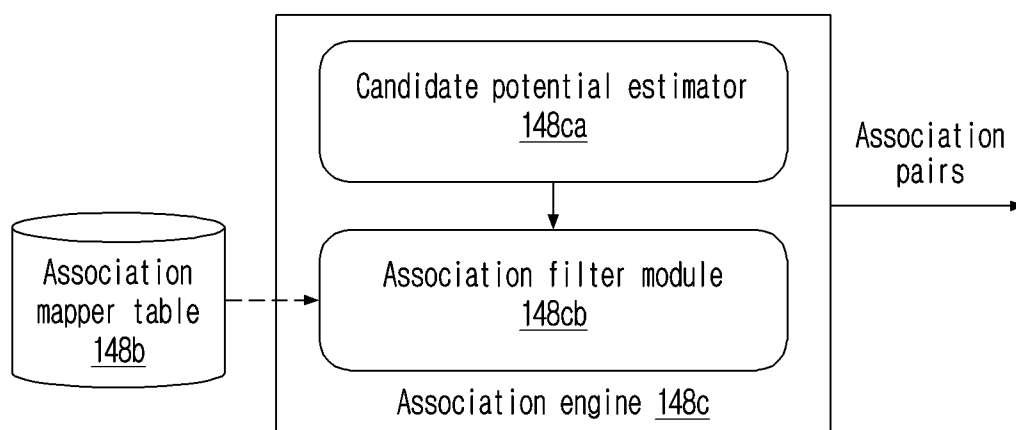 Candidate potential estimator
148ca
Association
pairs
Association
mapper table
148b
Association filter module
148cb
Association engine 148c